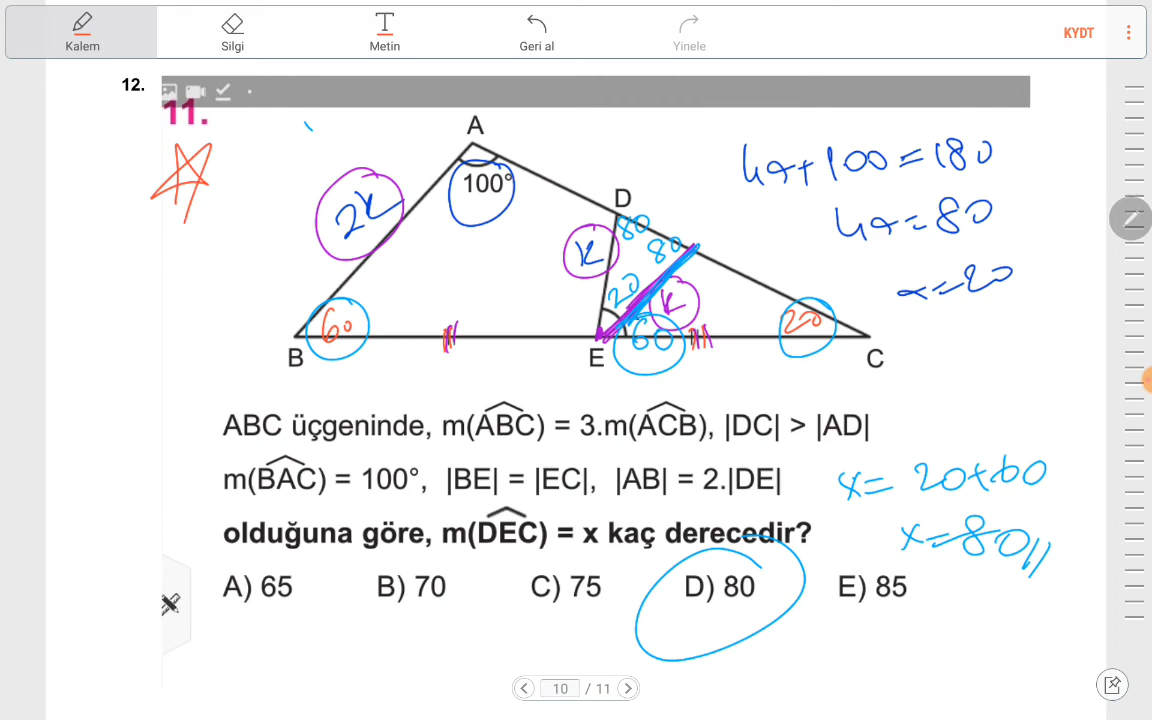 Kalem
Silgi
Metin
Geri al
Yinele
KYDT
12.
11.
A
100°
D
B
E
C
2k
k
80
80
20
k
60
60
20
4α+100=180
4α=80
α=20
ABC üçgeninde, m(ABC) = 3.m(ACB), |DC| > |AD|
m(BAC) = 100°, |BE| = |EC|, |AB| = 2.|DE|
olduğuna göre, m(DEC) = x kaç derecedir?
A) 65 B) 70 C) 75 D) 80 E) 85
x= 20+60
x=80//
10 / 11